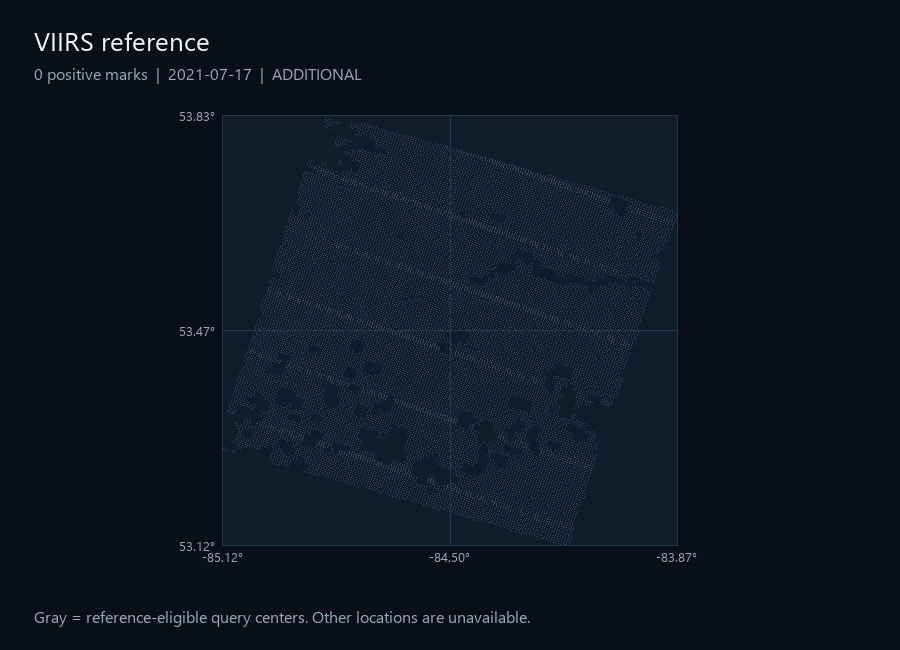 VIIRS reference
0 positive marks | 2021-07-17 | ADDITIONAL
53.83°
53.47°
53.12°
-85.12°
-84.50°
-83.87°
Gray = reference-eligible query centers. Other locations are unavailable.